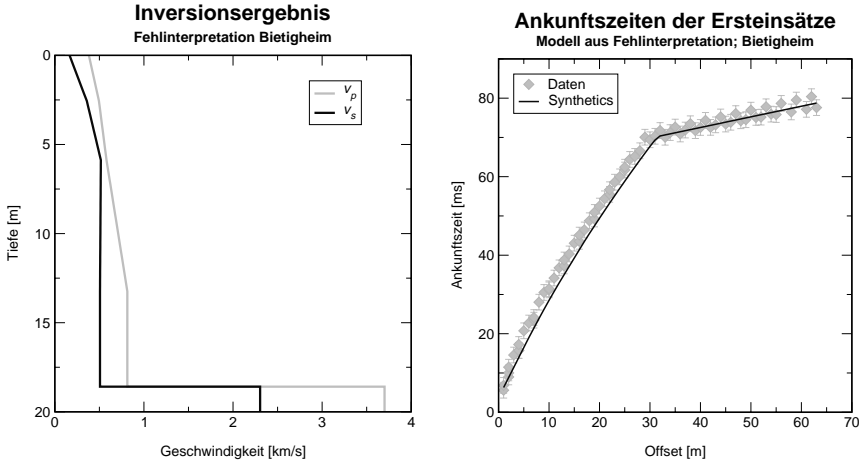 Inversionsergebnis
Fehlinterpretation Bietigheim
0
5
10
15
20
Tiefe [m]
0
1
2
3
4
Geschwindigkeit [km/s]
vp
vs
Ankunftszeiten der Ersteinsätze
Modell aus Fehlinterpretation; Bietigheim
80
60
40
20
0
Ankunftszeit [ms]
0
10
20
30
40
50
60
70
Offset [m]
Daten
Synthetics